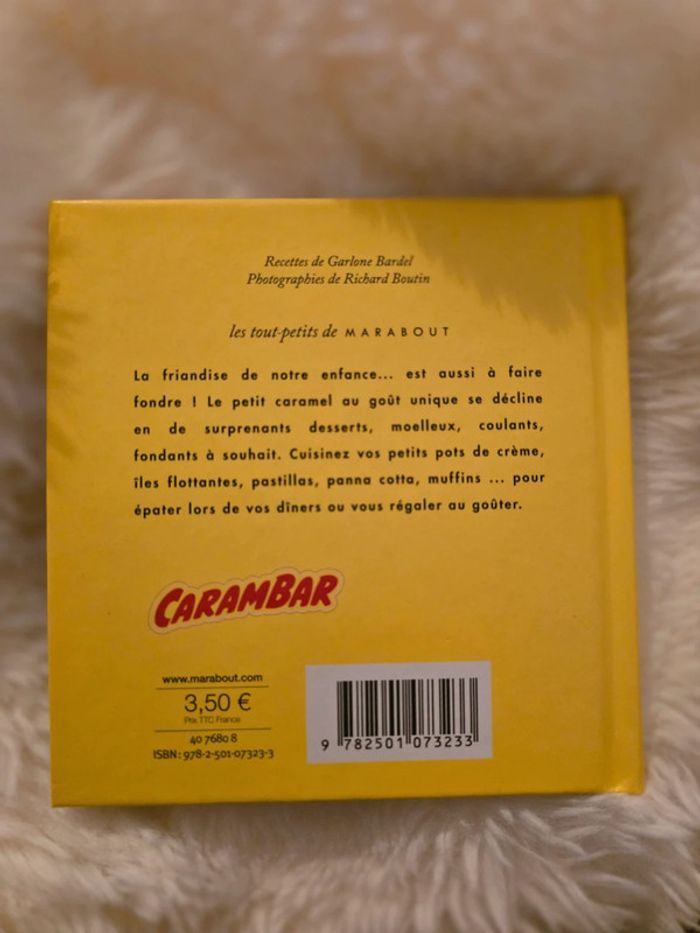 Recettes de Garlone Bardel
Photographies de Richard Boutin
les tout-petits de MARABOUT
La friandise de notre enfance... est aussi à faire
fondre ! Le petit caramel au goût unique se décline
en de surprenants desserts, moelleux, coulants,
fondants à souhait. Cuisinez vos petits pots de crème,
îles flottantes, pastillas, panna cotta, muffins ... pour
épater lors de vos dîners ou vous régaler au goûter.
CARAMBAR
www.marabout.com
3,50 €
Prix TTC France
40 7680 8
ISBN : 978-2-501-07323-3
9 782501 073233